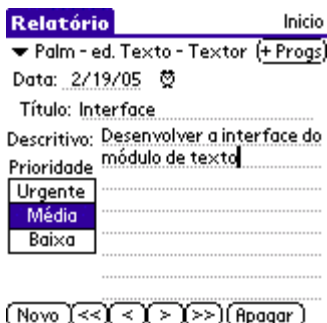 Relatório Inicio
Palm - ed. Texto - Textor (+ Progs)
Data: 2/19/05
Título: Interface
Descritivo: Desenvolver a interface do
módulo de texto
Prioridade
Urgente
Média
Baixa
Novo << < > >> Apagar